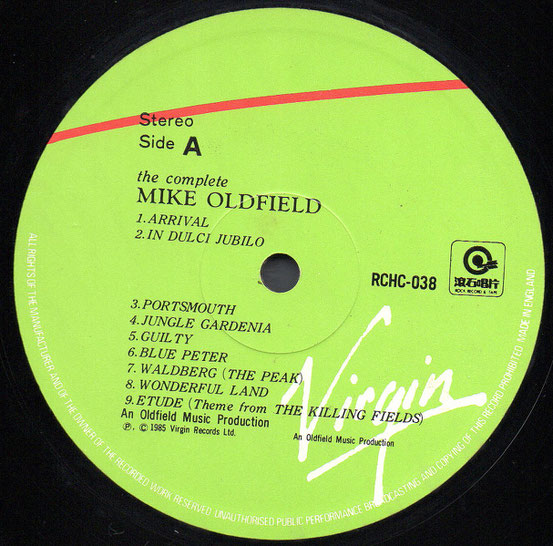 Stereo
Side A
the complete
MIKE OLDFIELD
1.ARRIVAL
2.IN DULCI JUBILO
RCHC-038
滾石唱片
ROCK RECORD & TAPE
3.PORTSMOUTH
4.JUNGLE GARDENIA
5.GUILTY
6.BLUE PETER
7.WALDBERG (THE PEAK)
8.WONDERFUL LAND
9.ETUDE (Theme from THE KILLING FIELDS)
An Oldfield Music Production
℗. © 1985 Virgin Records Ltd.
An Oldfield Music Production
Virgin
ALL RIGHTS OF THE MANUFACTURER AND OF THE OWNER OF THE RECORDED WORK RESERVED. UNAUTHORISED PUBLIC PERFORMANCE BROADCASTING AND COPYING OF THIS RECORD PROHIBITED MADE IN ENGLAND